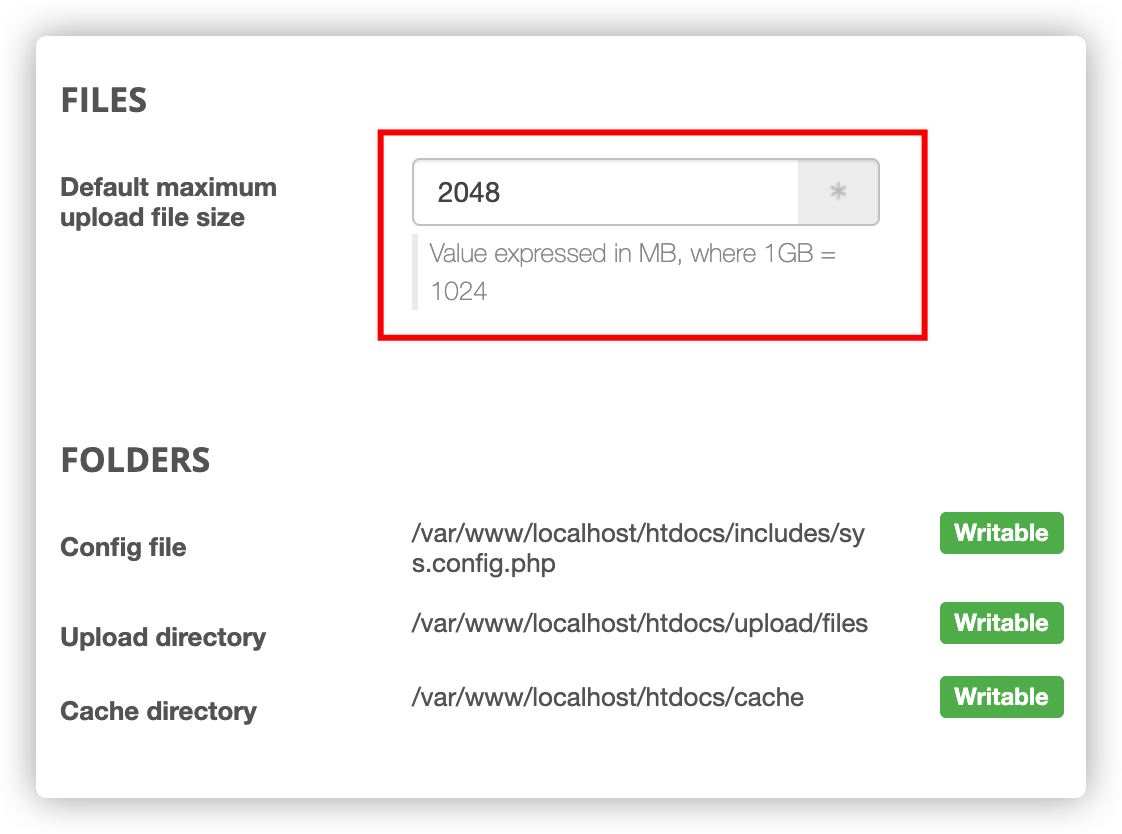 FILES
Default maximum
upload file size
2048
*
Value expressed in MB, where 1GB =
1024
FOLDERS
Config file
/var/www/localhost/htdocs/includes/sy
s.config.php
Writable
Upload directory
/var/www/localhost/htdocs/upload/files
Writable
Cache directory
/var/www/localhost/htdocs/cache
Writable